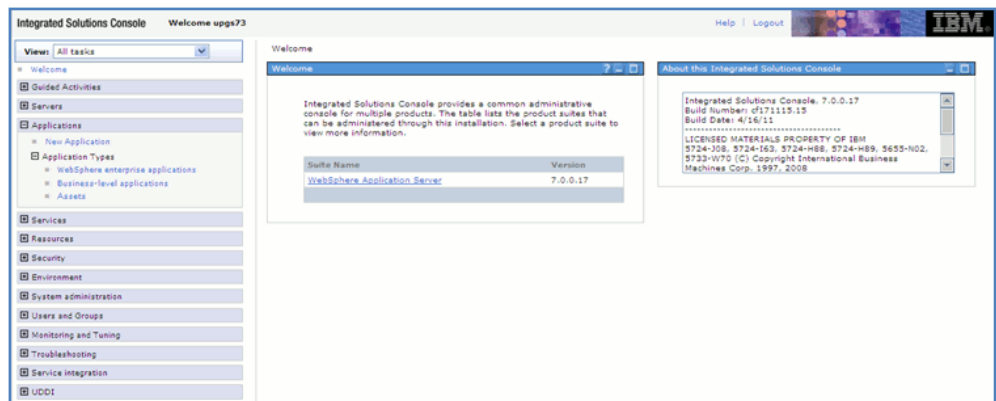 Integrated Solutions Console Welcome upgs73 Help | Logout IBM.
View: All tasks
Welcome
Guided Activities
Servers
Applications
New Application
Application Types
WebSphere enterprise applications
Business-level applications
Assets
Services
Resources
Security
Environment
System administration
Users and Groups
Monitoring and Tuning
Troubleshooting
Service integration
UDDI
Welcome
Welcome ?
Integrated Solutions Console provides a common administrative
console for multiple products. The table lists the product suites that
can be administered through this installation. Select a product suite to
view more information.
Suite Name Version
WebSphere Application Server 7.0.0.17
About this Integrated Solutions Console
Integrated Solutions Console, 7.0.0.17
Build Number: cf171115.15
Build Date: 4/16/11
----------------------------------------
LICENSED MATERIALS PROPERTY OF IBM
5724-J08, 5724-I63, 5724-H88, 5724-H89, 5655-N02,
5733-W70 (C) Copyright International Business
Machines Corp. 1997, 2008